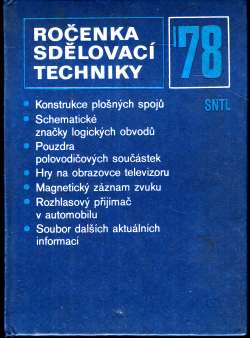 ROČENKA
SDĚLOVACÍ
TECHNIKY
'78
SNTL
Konstrukce plošných spojů
Schematické
značky logických obvodů
Pouzdra
polovodičových součástek
Hry na obrazovce televizoru
Magnetický záznam zvuku
Rozhlasový přijímač
v automobilu
Soubor dalších aktuálních
informací